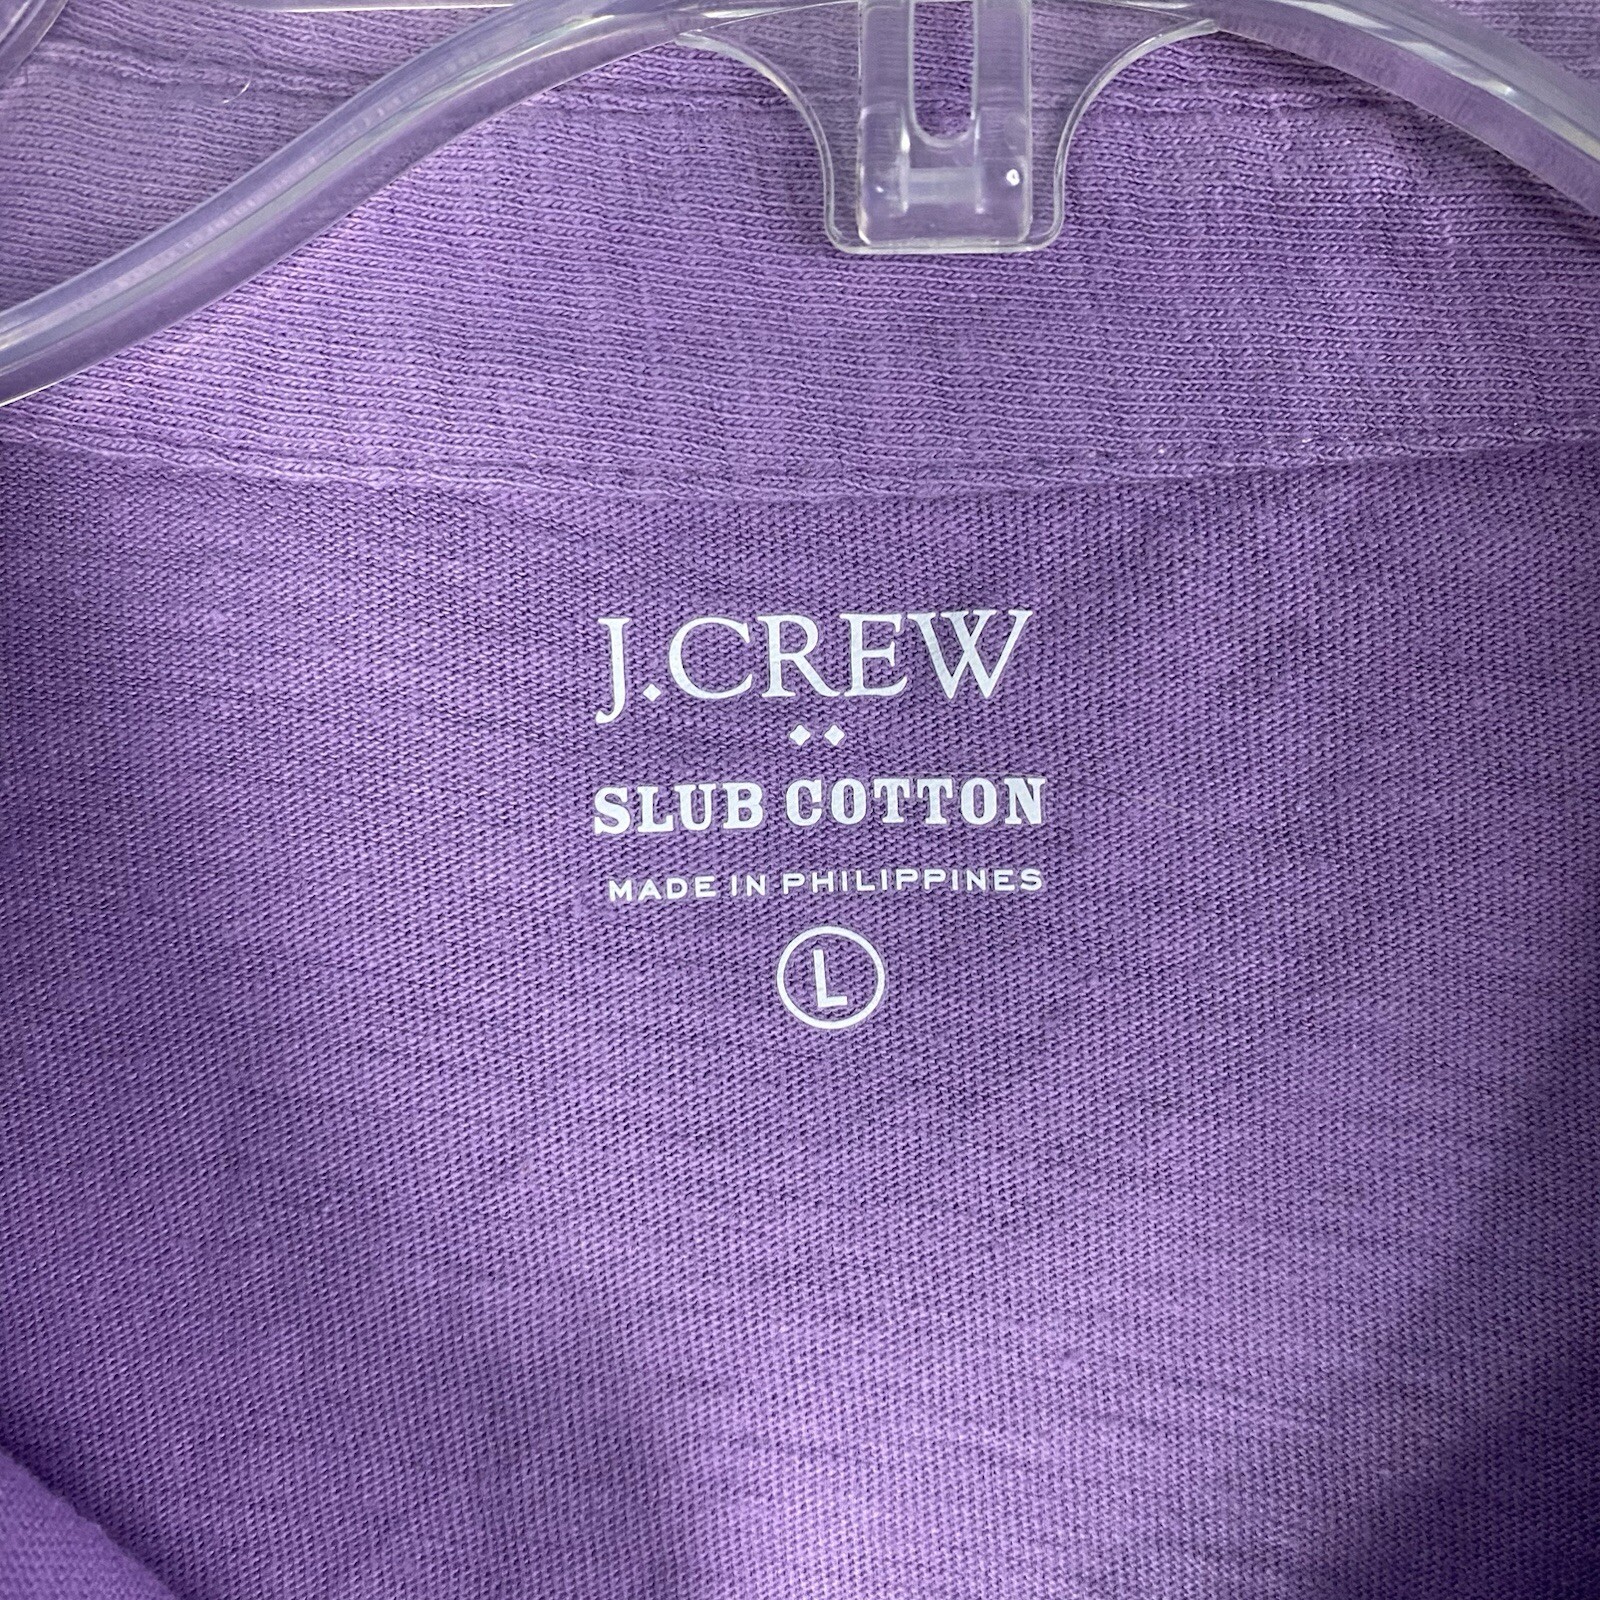 J.CREW
SLUB COTTON
MADE IN PHILIPPINES
L